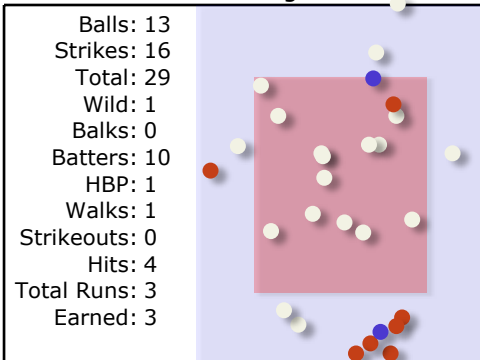 Balls: 13
Strikes: 16
Total: 29
Wild: 1
Balks: 0
Batters: 10
HBP: 1
Walks: 1
Strikeouts: 0
Hits: 4
Total Runs: 3
Earned: 3